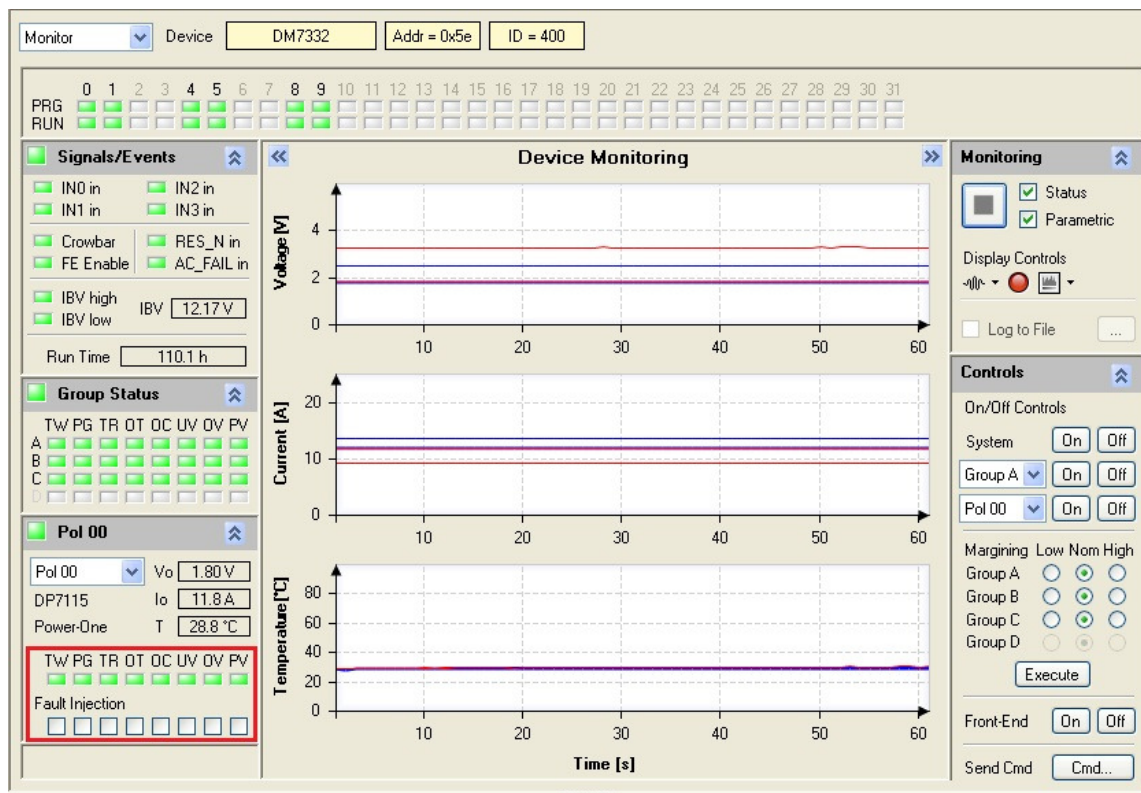 Monitor Device DM7332 Addr = 0x5e ID = 400
0 1 2 3 4 5 6 7 8 9 10 11 12 13 14 15 16 17 18 19 20 21 22 23 24 25 26 27 28 29 30 31
PRG
RUN
Signals/Events
IN0 in IN2 in
IN1 in IN3 in
Crowbar RES_N in
FE Enable AC_FAIL in
IBV high
IBV low
IBV 12.17 V
Run Time 110.1 h
Group Status
TW PG TR OT OC UV OV PV
A
B
C
D
Pol 00
Pol 00 Vo 1.80 V
DP7115 Io 11.8 A
Power-One T 28.8 °C
TW PG TR OT OC UV OV PV
Fault Injection
Device Monitoring
Voltage [V]
4
2
0
10 20 30 40 50 60
Current [A]
20
10
0
10 20 30 40 50 60
Temperature [°C]
80
60
40
20
0
10 20 30 40 50 60
Time [s]
Monitoring
Status
Parametric
Display Controls
Log to File ...
Controls
On/Off Controls
System On Off
Group A On Off
Pol 00 On Off
Margining Low Nom High
Group A
Group B
Group C
Group D
Execute
Front-End On Off
Send Cmd Cmd...